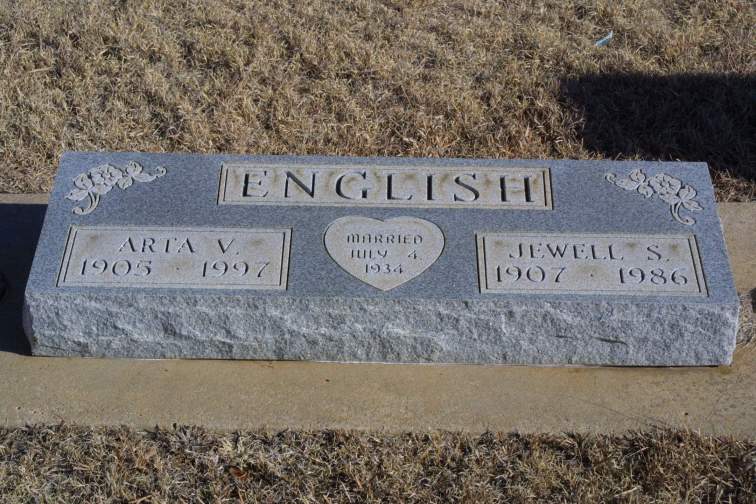 ENGLISH
ARTA V.
1905 · 1997
MARRIED
JULY 4,
1934
JEWELL S.
1907 · 1986